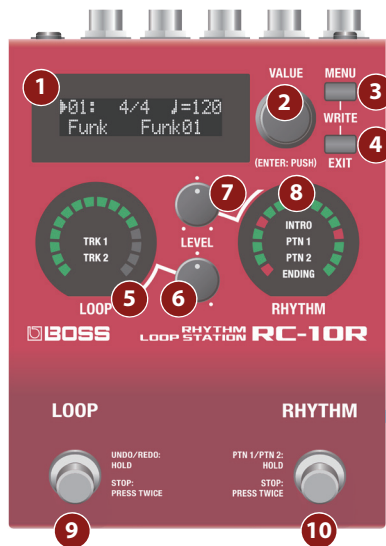 1
▶01: 4/4 ♩=120
Funk Funk01
VALUE
2
(ENTER: PUSH)
MENU
3
WRITE
4
EXIT
7
8
LEVEL
TRK 1
TRK 2
5
6
LOOP
INTRO
PTN 1
PTN 2
ENDING
RHYTHM
BOSS
RHYTHM
LOOP STATION
RC-10R
LOOP
RHYTHM
UNDO/REDO:
HOLD
STOP:
PRESS TWICE
PTN 1/PTN 2:
HOLD
STOP:
PRESS TWICE
9
10